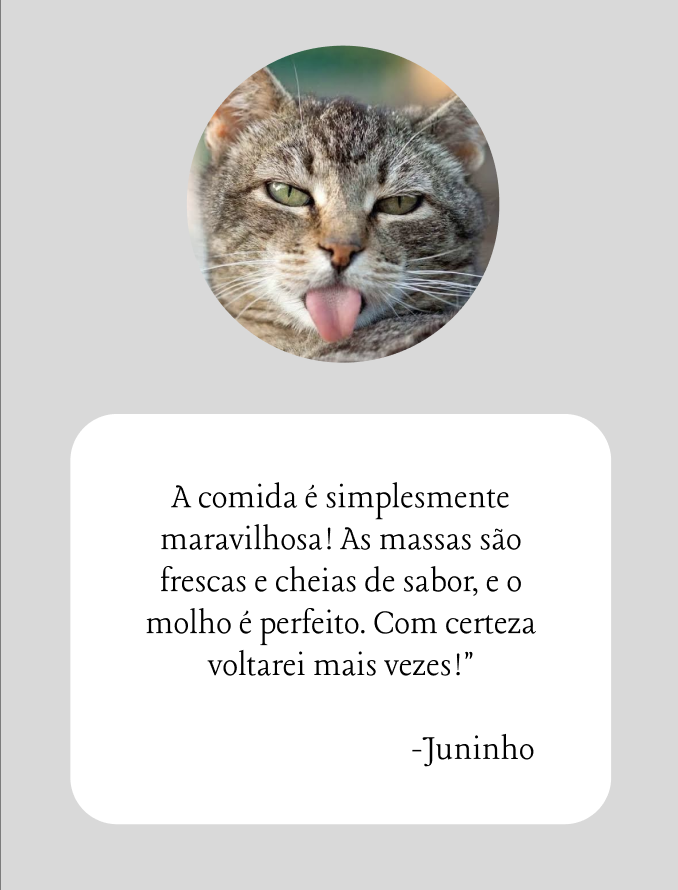 A comida é simplesmente
maravilhosa! As massas são
frescas e cheias de sabor, e o
molho é perfeito. Com certeza
voltarei mais vezes!”
-Juninho